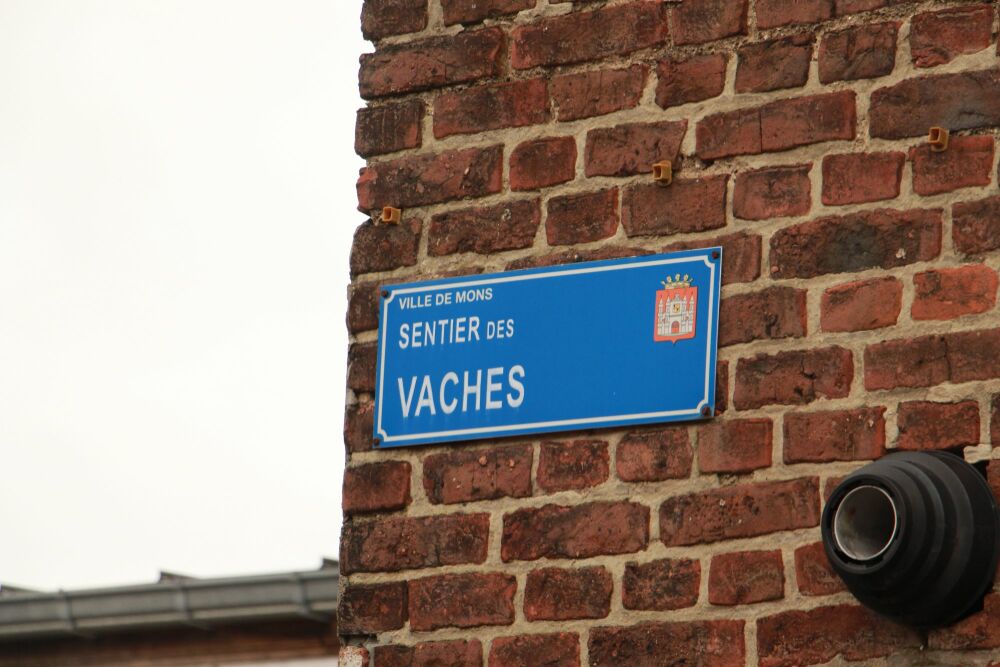 VILLE DE MONS
SENTIER DES
VACHES